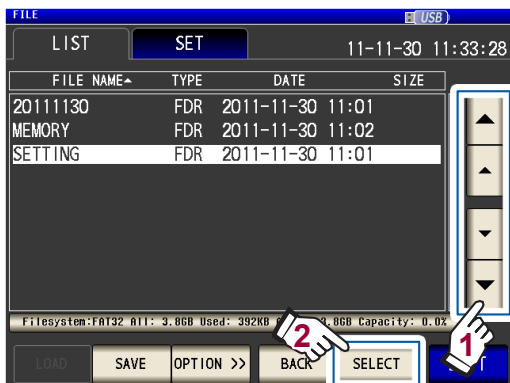 FILE USB
LIST SET 11-11-30 11:33:28
FILE NAME TYPE DATE SIZE
20111130 FDR 2011-11-30 11:01
MEMORY FDR 2011-11-30 11:02
SETTING FDR 2011-11-30 11:01
Filesystem:FAT32 All: 3.8GB Used: 392KB .8GB Capacity: 0.0%
2 1
LOAD SAVE OPTION >> BACK SELECT